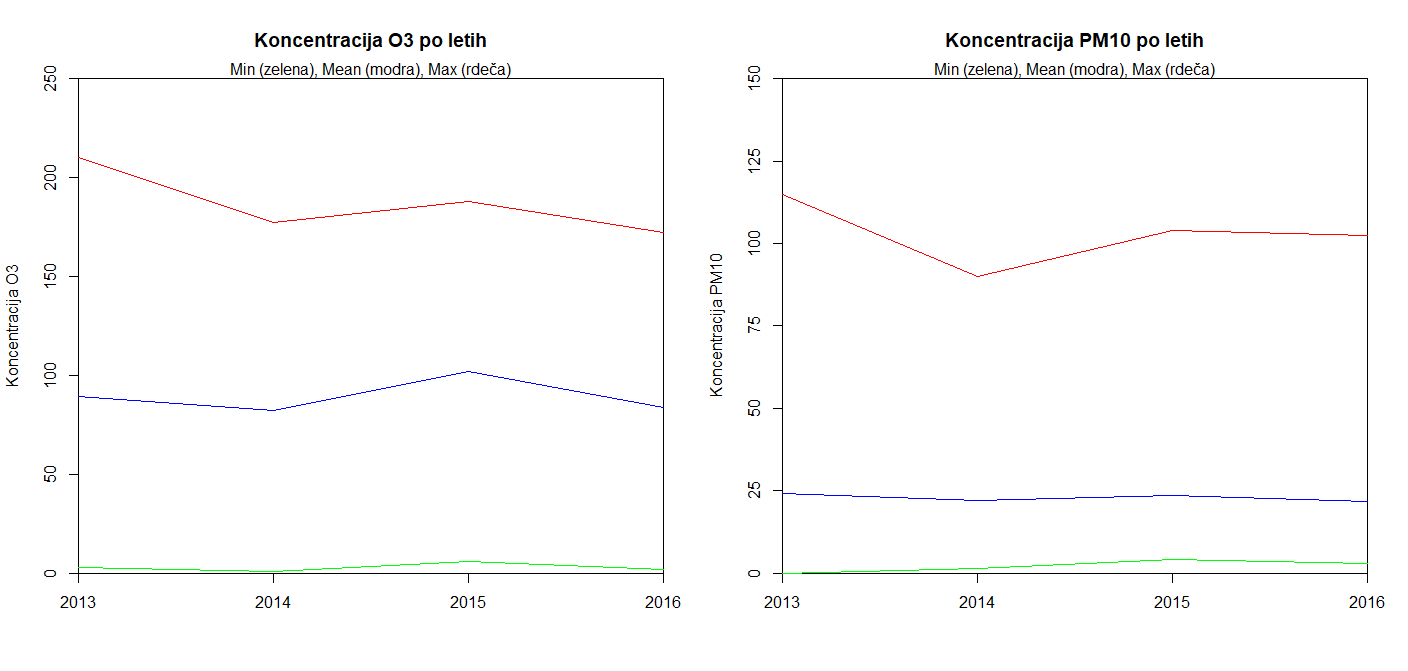 Koncentracija O3 po letih
Min (zelena), Mean (modra), Max (rdeča)
Koncentracija O3
250
200
150
100
50
0
2013 2014 2015 2016
Koncentracija PM10 po letih
Min (zelena), Mean (modra), Max (rdeča)
Koncentracija PM10
150
125
100
75
50
25
0
2013 2014 2015 2016